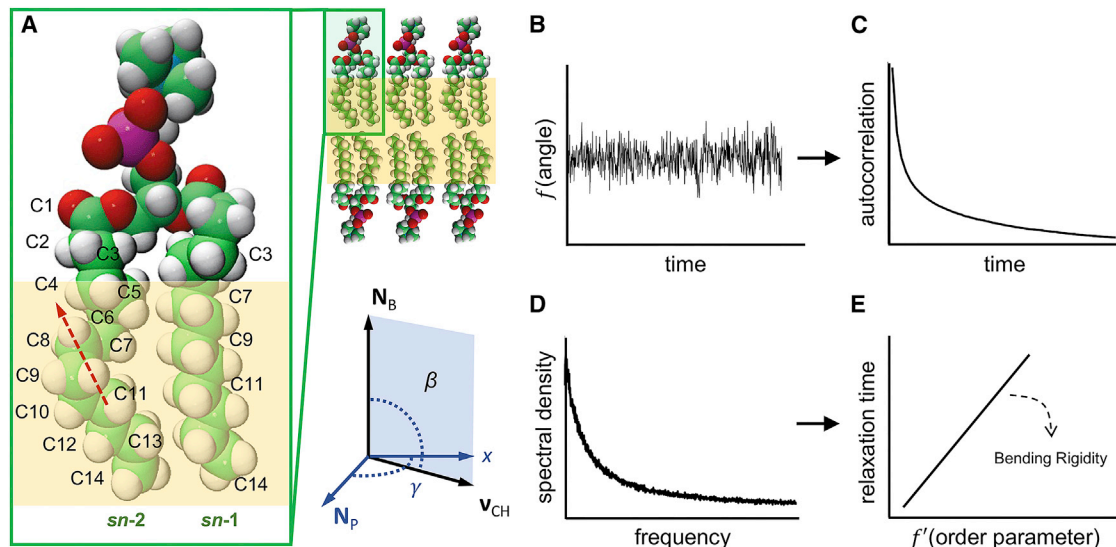 A
C1
C2
C3
C3
C4
C5
C7
C6
C8
C7
C9
C9
C11
C11
C10
C12
C13
C14
C14
sn-2
sn-1
N_B
β
x
γ
N_P
ν_CH
B
f(angle)
time
C
autocorrelation
time
D
spectral density
frequency
E
relaxation time
Bending Rigidity
f′(order parameter)